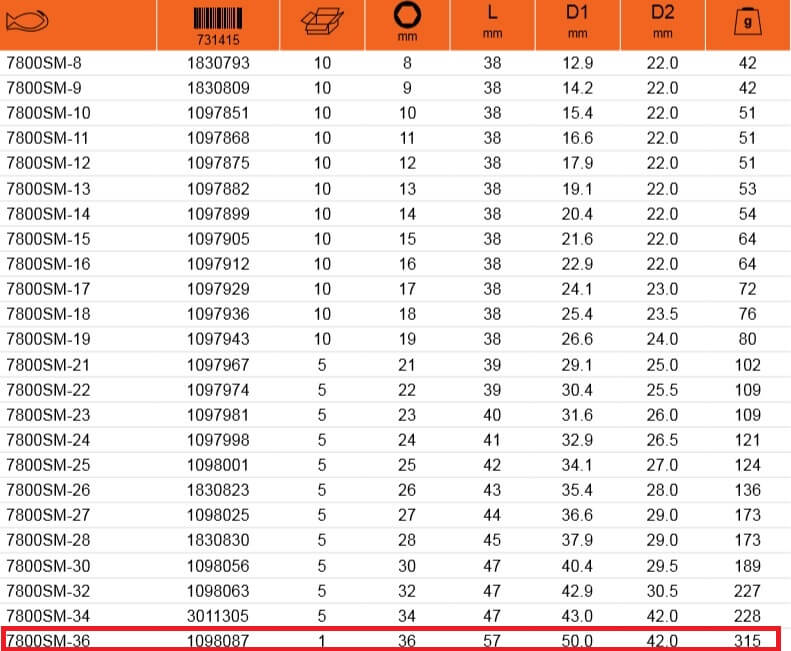 731415 mm L mm D1 mm D2 mm g
7800SM-8 1830793 10 8 38 12.9 22.0 42
7800SM-9 1830809 10 9 38 14.2 22.0 42
7800SM-10 1097851 10 10 38 15.4 22.0 51
7800SM-11 1097868 10 11 38 16.6 22.0 51
7800SM-12 1097875 10 12 38 17.9 22.0 51
7800SM-13 1097882 10 13 38 19.1 22.0 53
7800SM-14 1097899 10 14 38 20.4 22.0 54
7800SM-15 1097905 10 15 38 21.6 22.0 64
7800SM-16 1097912 10 16 38 22.9 22.0 64
7800SM-17 1097929 10 17 38 24.1 23.0 72
7800SM-18 1097936 10 18 38 25.4 23.5 76
7800SM-19 1097943 10 19 38 26.6 24.0 80
7800SM-21 1097967 5 21 39 29.1 25.0 102
7800SM-22 1097974 5 22 39 30.4 25.5 109
7800SM-23 1097981 5 23 40 31.6 26.0 109
7800SM-24 1097998 5 24 41 32.9 26.5 121
7800SM-25 1098001 5 25 42 34.1 27.0 124
7800SM-26 1830823 5 26 43 35.4 28.0 136
7800SM-27 1098025 5 27 44 36.6 29.0 173
7800SM-28 1830830 5 28 45 37.9 29.0 173
7800SM-30 1098056 5 30 47 40.4 29.5 189
7800SM-32 1098063 5 32 47 42.9 30.5 227
7800SM-34 3011305 5 34 47 43.0 42.0 228
7800SM-36 1098087 1 36 57 50.0 42.0 315